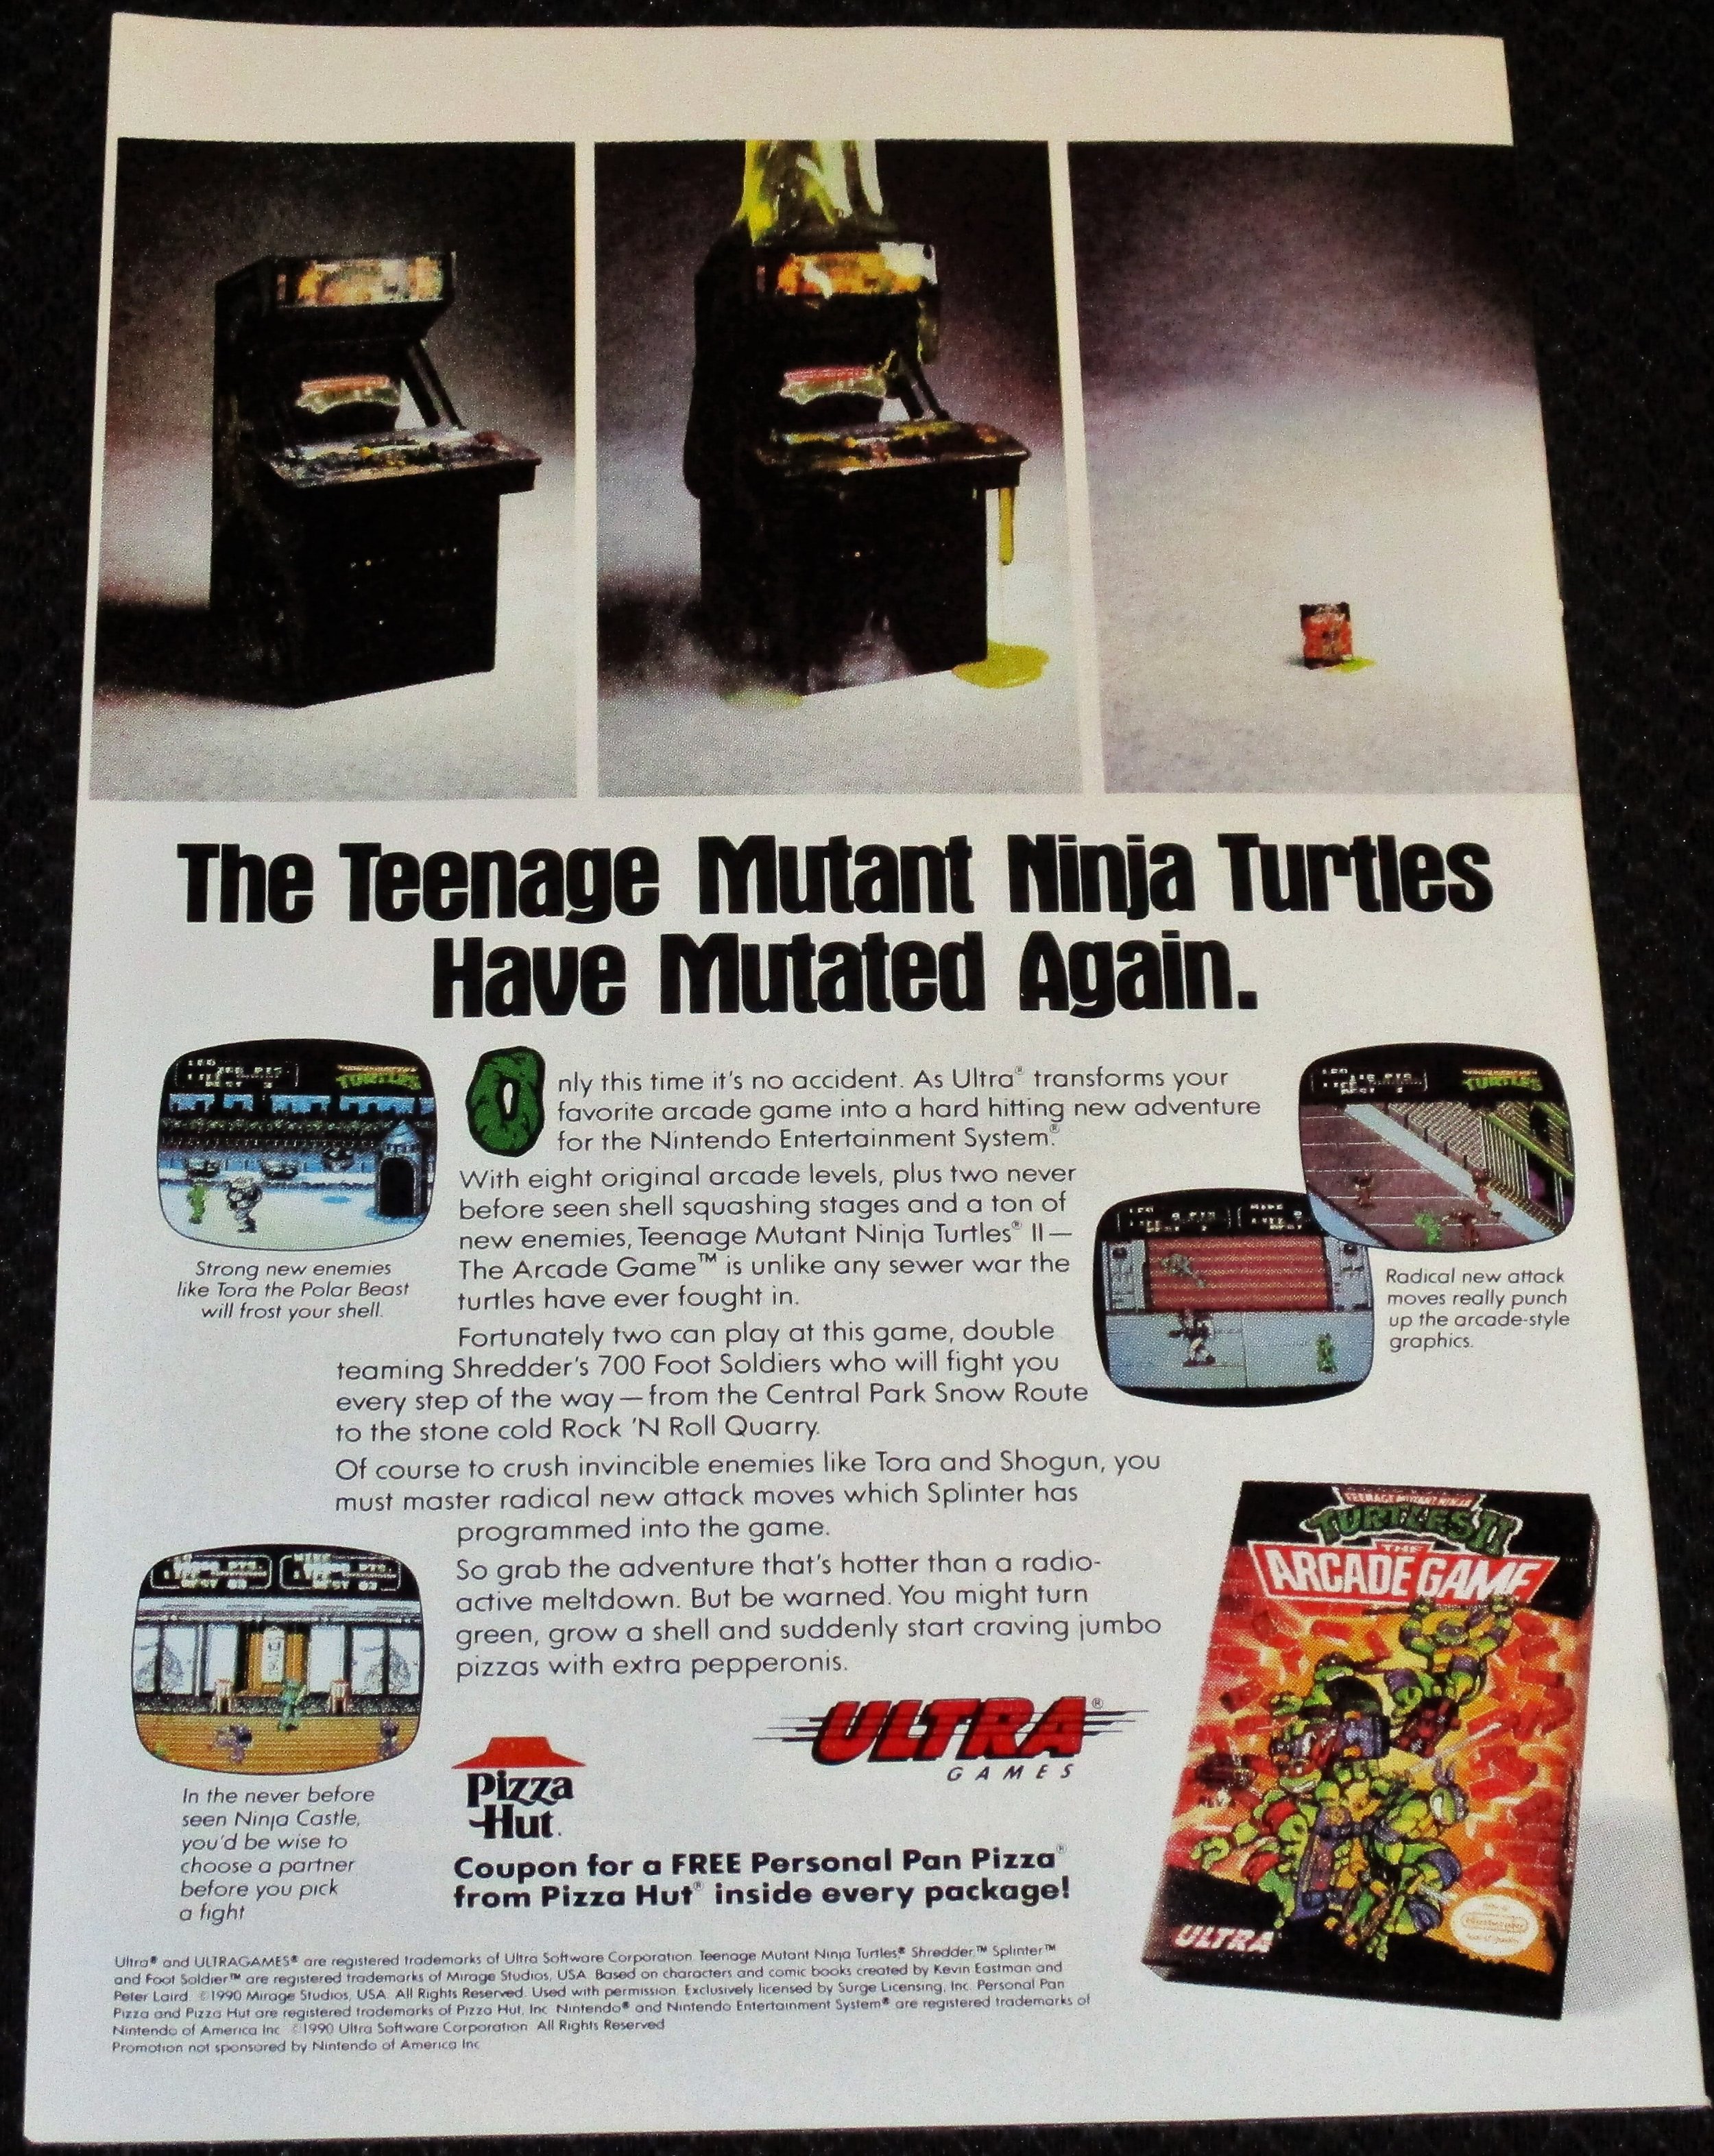 The Teenage Mutant Ninja Turtles
Have Mutated Again.
Only this time it's no accident. As Ultra® transforms your
favorite arcade game into a hard hitting new adventure
for the Nintendo Entertainment System.®
With eight original arcade levels, plus two never
before seen shell squashing stages and a ton of
new enemies, Teenage Mutant Ninja Turtles® II—
The Arcade Game™ is unlike any sewer war the
turtles have ever fought in.
Fortunately two can play at this game, double
teaming Shredder's 700 Foot Soldiers who will fight you
every step of the way—from the Central Park Snow Route
to the stone cold Rock 'N Roll Quarry.
Of course to crush invincible enemies like Tora and Shogun, you
must master radical new attack moves which Splinter has
programmed into the game.
So grab the adventure that's hotter than a radio-
active meltdown. But be warned. You might turn
green, grow a shell and suddenly start craving jumbo
pizzas with extra pepperonis.
TURTLES
Strong new enemies
like Tora the Polar Beast
will frost your shell.
TURTLES
Radical new attack
moves really punch
up the arcade-style
graphics.
In the never before
seen Ninja Castle,
you'd be wise to
choose a partner
before you pick
a fight
ULTRA®
GAMES
Pizza
Hut.
Coupon for a FREE Personal Pan Pizza®
from Pizza Hut® inside every package!
TEENAGE MUTANT NINJA
TURTLES II
THE
ARCADE GAME
ULTRA
Ultra® and ULTRAGAMES® are registered trademarks of Ultra Software Corporation. Teenage Mutant Ninja Turtles,® Shredder,™ Splinter™
and Foot Soldier™ are registered trademarks of Mirage Studios, USA. Based on characters and comic books created by Kevin Eastman and
Peter Laird. ©1990 Mirage Studios, USA. All Rights Reserved. Used with permission. Exclusively licensed by Surge Licensing, Inc. Personal Pan
Pizza and Pizza Hut are registered trademarks of Pizza Hut, Inc. Nintendo® and Nintendo Entertainment System® are registered trademarks of
Nintendo of America Inc. ©1990 Ultra Software Corporation. All Rights Reserved
Promotion not sponsored by Nintendo of America Inc